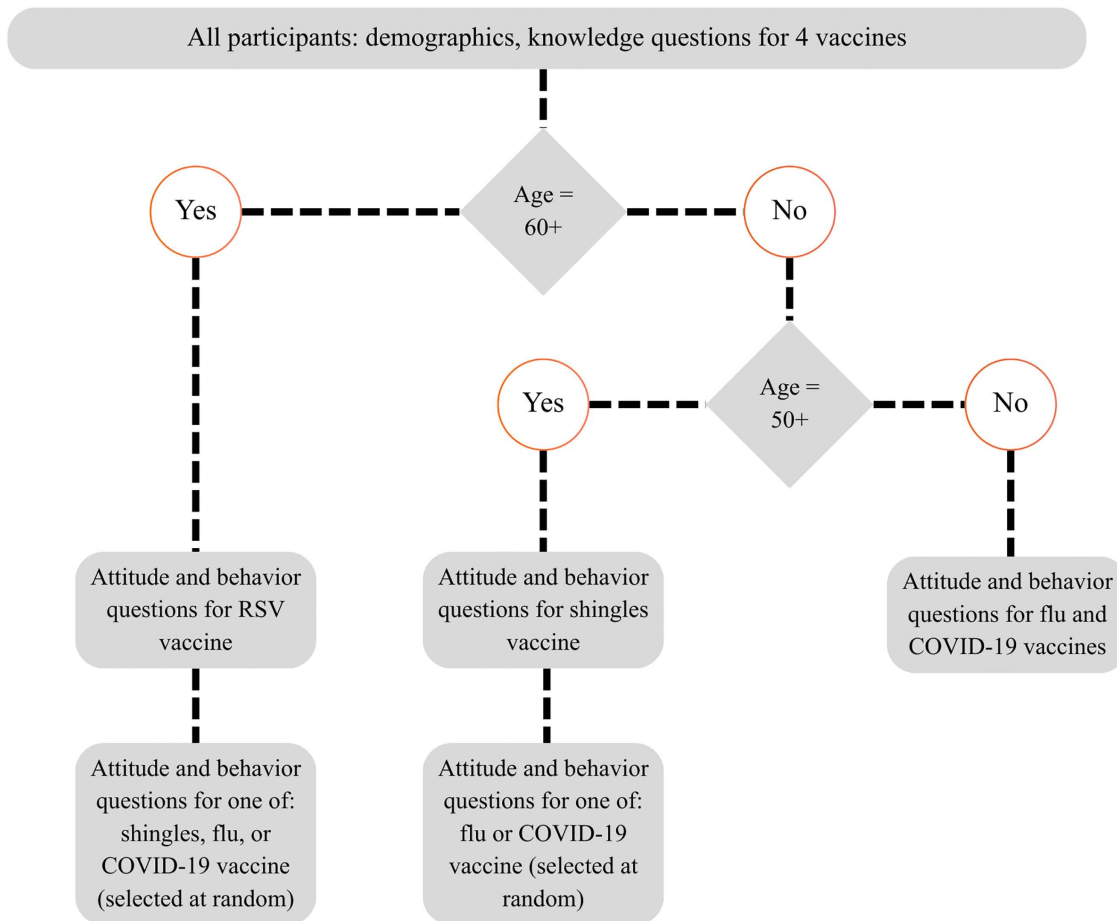 All participants: demographics, knowledge questions for 4 vaccines
Yes
Age =
60+
No
Yes
Age =
50+
No
Attitude and behavior
questions for RSV
vaccine
Attitude and behavior
questions for shingles
vaccine
Attitude and behavior
questions for flu and
COVID-19 vaccines
Attitude and behavior
questions for one of:
shingles, flu, or
COVID-19 vaccine
(selected at random)
Attitude and behavior
questions for one of:
flu or COVID-19
vaccine (selected at
random)